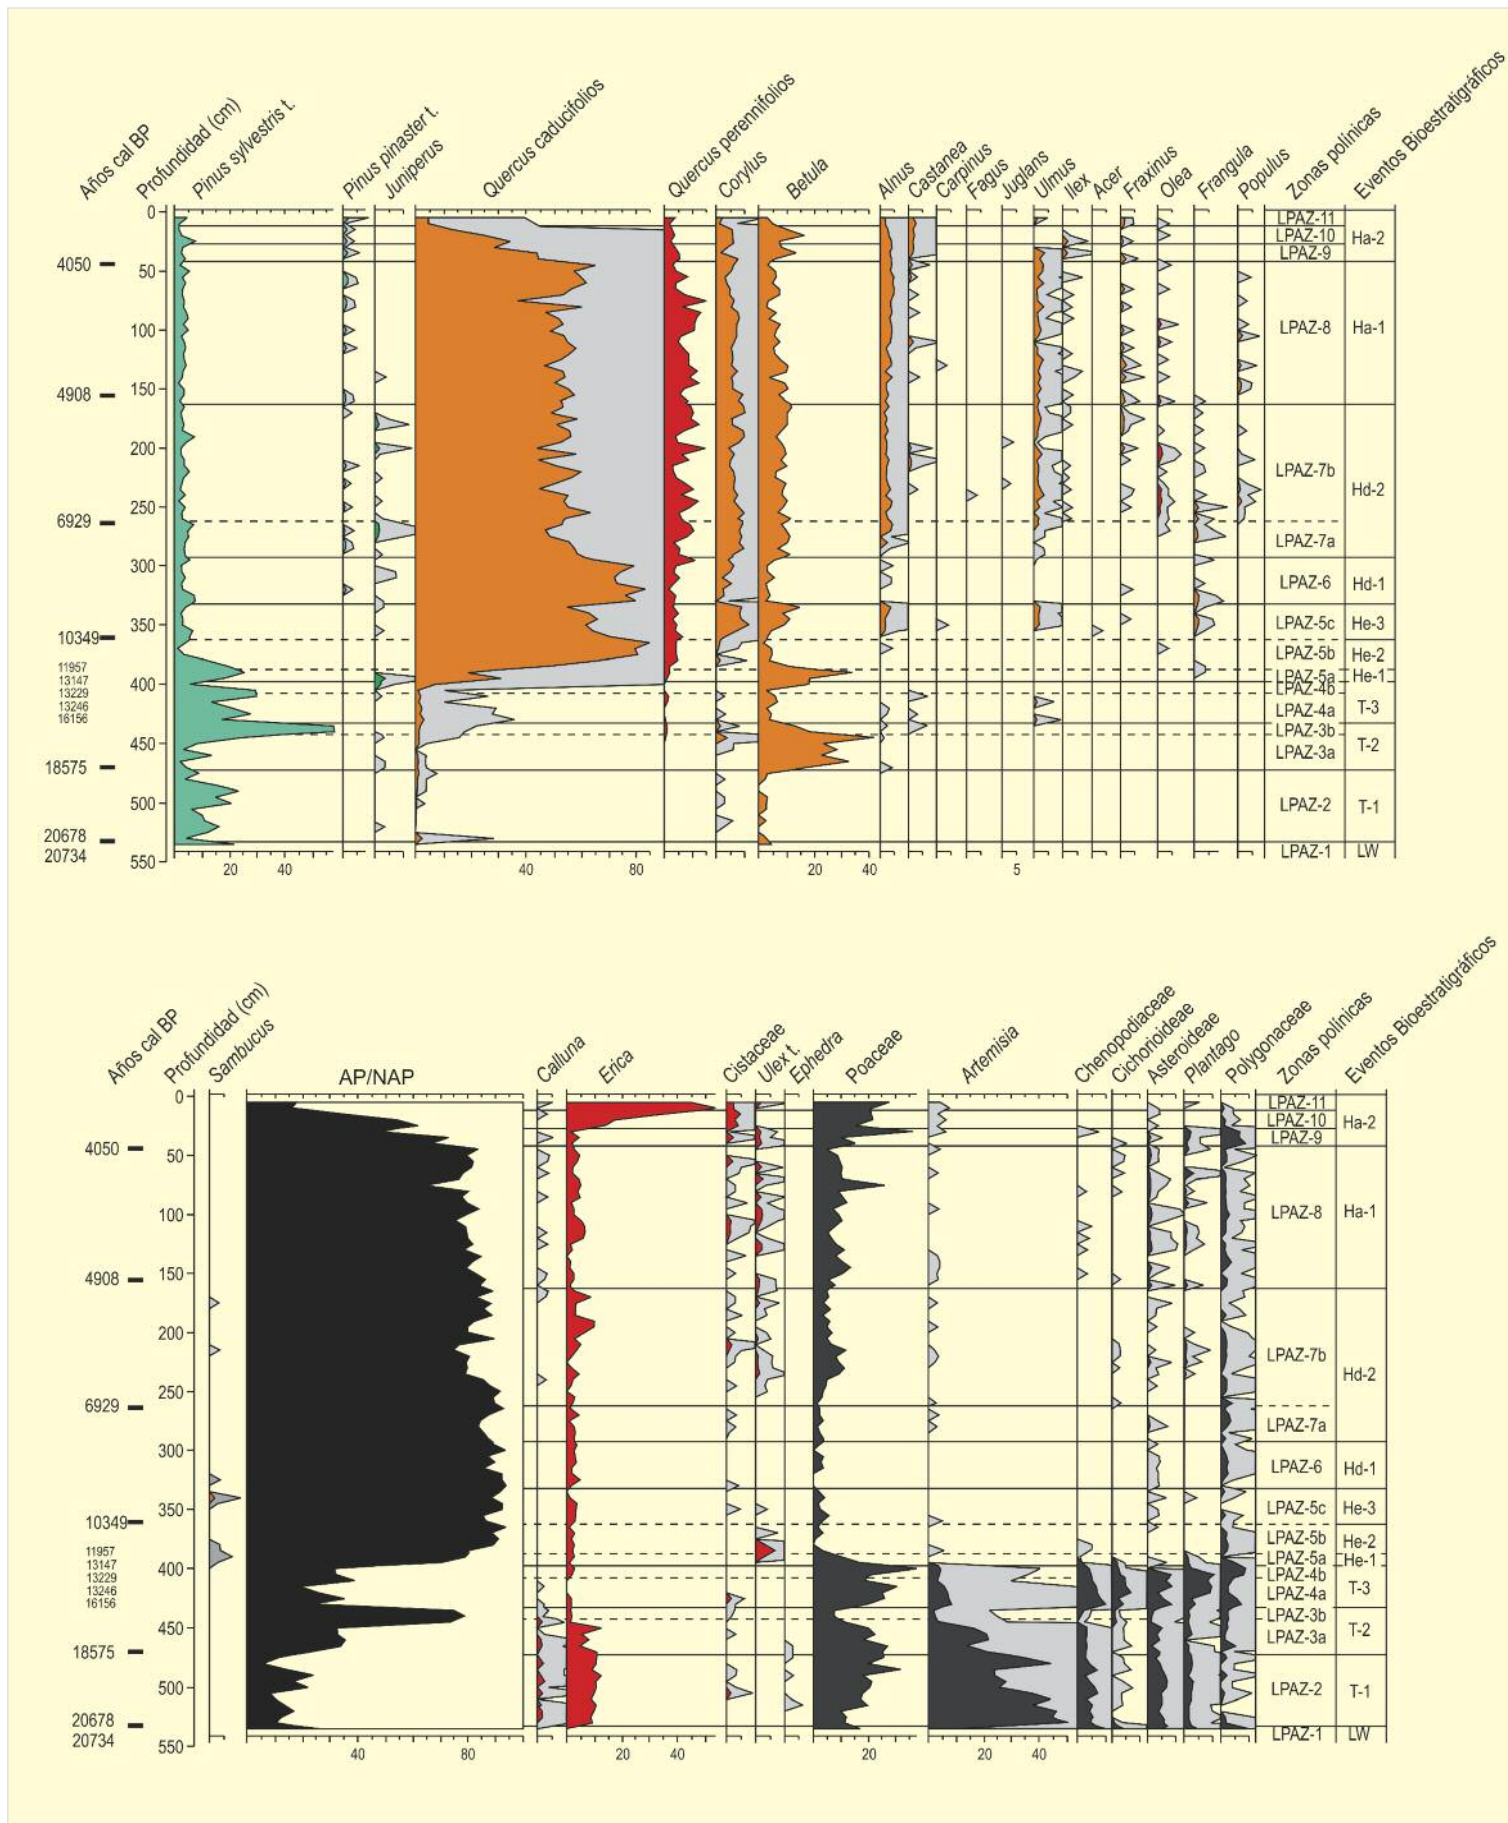 Años cal BP
Profundidad (cm)
Pinus sylvestris t.
Pinus pinaster t.
Juniperus
Quercus caducifolios
Quercus perennifolios
Corylus
Betula
Alnus
Castanea
Carpinus
Fagus
Juglans
Ulmus
Ilex
Acer
Fraxinus
Olea
Frangula
Populus
Zonas polínicas
Eventos Bioestratigráficos
0
50
100
150
200
250
300
350
400
450
500
550
4050
4908
6929
10349
11957
13147
13229
13246
16156
18575
20678
20734
LPAZ-11
LPAZ-10
LPAZ-9
LPAZ-8
LPAZ-7b
LPAZ-7a
LPAZ-6
LPAZ-5c
LPAZ-5b
LPAZ-5a
LPAZ-4b
LPAZ-4a
LPAZ-3b
LPAZ-3a
LPAZ-2
LPAZ-1
Ha-2
Ha-1
Hd-2
Hd-1
He-3
He-2
He-1
T-3
T-2
T-1
LW
20 40 40 80 20 40 5
Años cal BP
Profundidad (cm)
Sambucus
AP/NAP
Calluna
Erica
Cistaceae
Ulex t.
Ephedra
Poaceae
Artemisia
Chenopodiaceae
Cichorioideae
Asteroideae
Plantago
Polygonaceae
Zonas polínicas
Eventos Bioestratigráficos
0
50
100
150
200
250
300
350
400
450
500
550
4050
4908
6929
10349
11957
13147
13229
13246
16156
18575
20678
20734
LPAZ-11
LPAZ-10
LPAZ-9
LPAZ-8
LPAZ-7b
LPAZ-7a
LPAZ-6
LPAZ-5c
LPAZ-5b
LPAZ-5a
LPAZ-4b
LPAZ-4a
LPAZ-3b
LPAZ-3a
LPAZ-2
LPAZ-1
Ha-2
Ha-1
Hd-2
Hd-1
He-3
He-2
He-1
T-3
T-2
T-1
LW
40 80 20 40 20 20 40